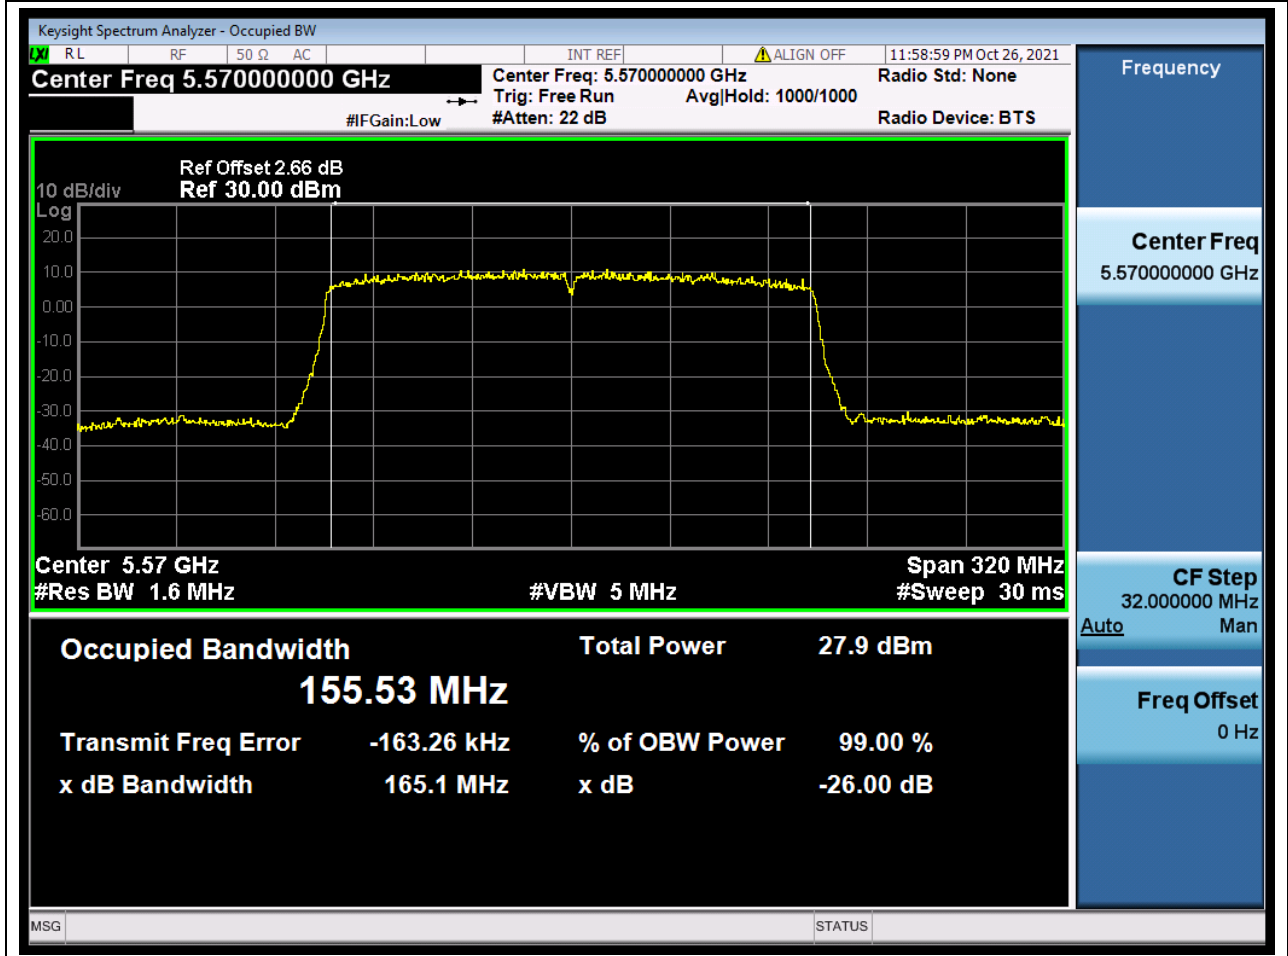 Keysight Spectrum Analyzer - Occupied BW
LXI RL RF 50 Ω AC INT REF ALIGN OFF 11:58:59 PM Oct 26, 2021
Center Freq 5.570000000 GHz
Center Freq: 5.570000000 GHz
Radio Std: None
Trig: Free Run Avg|Hold: 1000/1000
#IFGain:Low #Atten: 22 dB Radio Device: BTS
Frequency
Ref Offset 2.66 dB
10 dB/div Ref 30.00 dBm
Log
20.0
10.0
0.00
-10.0
-20.0
-30.0
-40.0
-50.0
-60.0
Center 5.57 GHz Span 320 MHz
#Res BW 1.6 MHz #VBW 5 MHz #Sweep 30 ms
Center Freq
5.570000000 GHz
CF Step
32.000000 MHz
Auto Man
Freq Offset
0 Hz
Occupied Bandwidth Total Power 27.9 dBm
155.53 MHz
Transmit Freq Error -163.26 kHz % of OBW Power 99.00 %
x dB Bandwidth 165.1 MHz x dB -26.00 dB
MSG STATUS